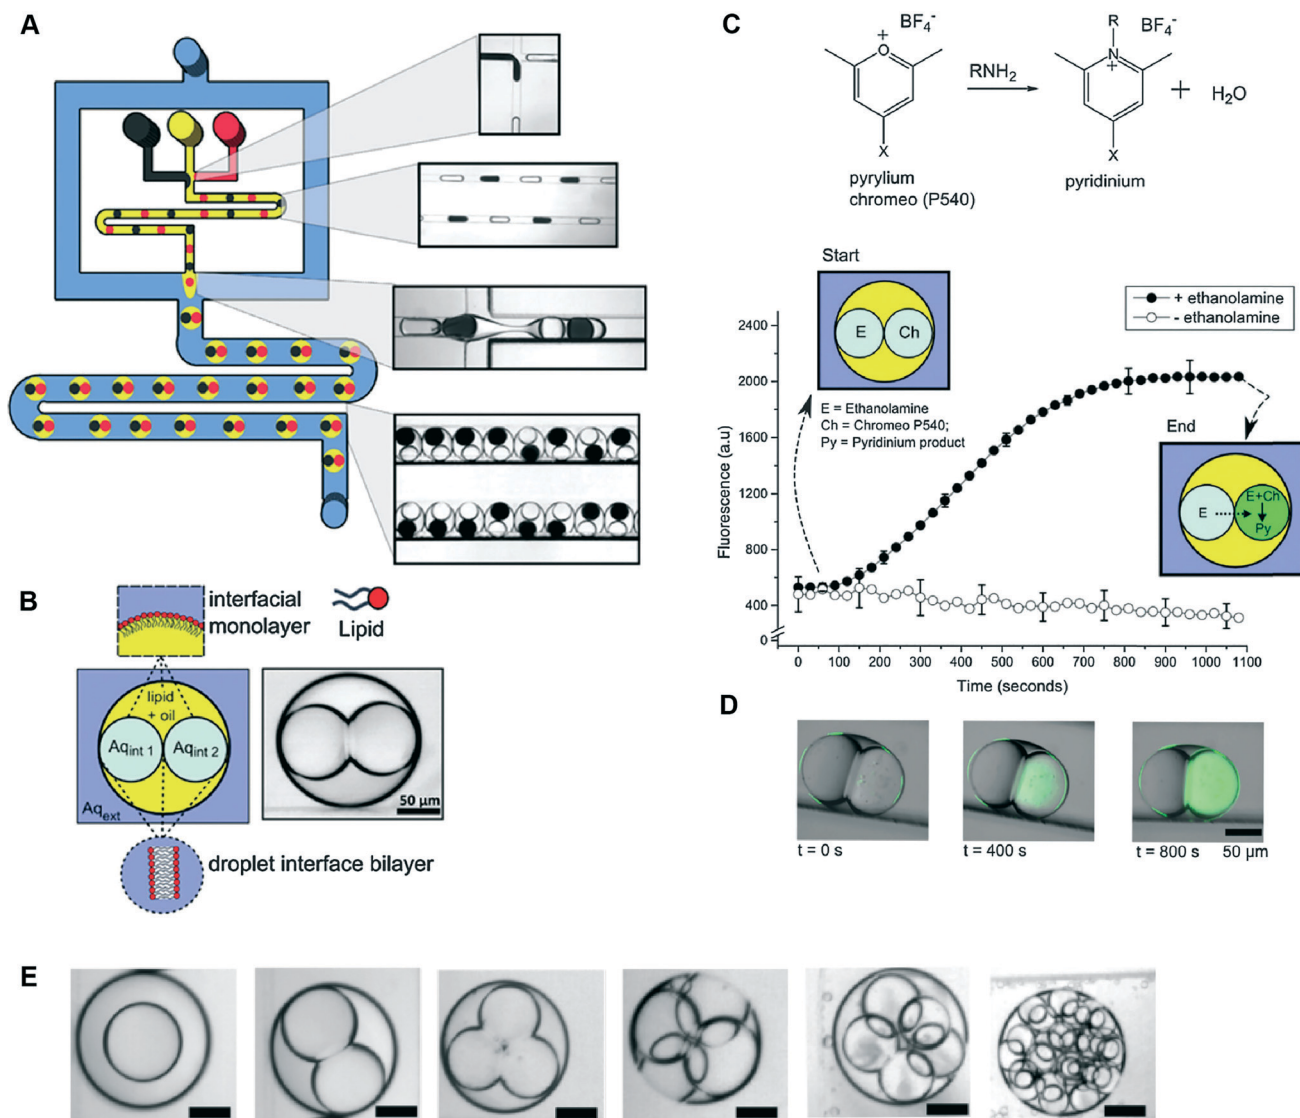 A
B
interfacial
monolayer
Lipid
lipid
+ oil
Aqint 1
Aqint 2
Aqext
50 µm
droplet interface bilayer
C
O
+
BF4-
RNH2
R
N
+
BF4-
+
H2O
X
X
pyrylium
chromeo (P540)
pyridinium
Start
E
Ch
E = Ethanolamine
Ch = Chromeo P540;
Py = Pyridinium product
+ ethanolamine
- ethanolamine
End
E
E+Ch
Py
Fluorescence (a.u)
2400
2000
1600
1200
800
400
0
0
100
200
300
400
500
600
700
800
900
1000
1100
Time (seconds)
D
t = 0 s
t = 400 s
t = 800 s
50 µm
E